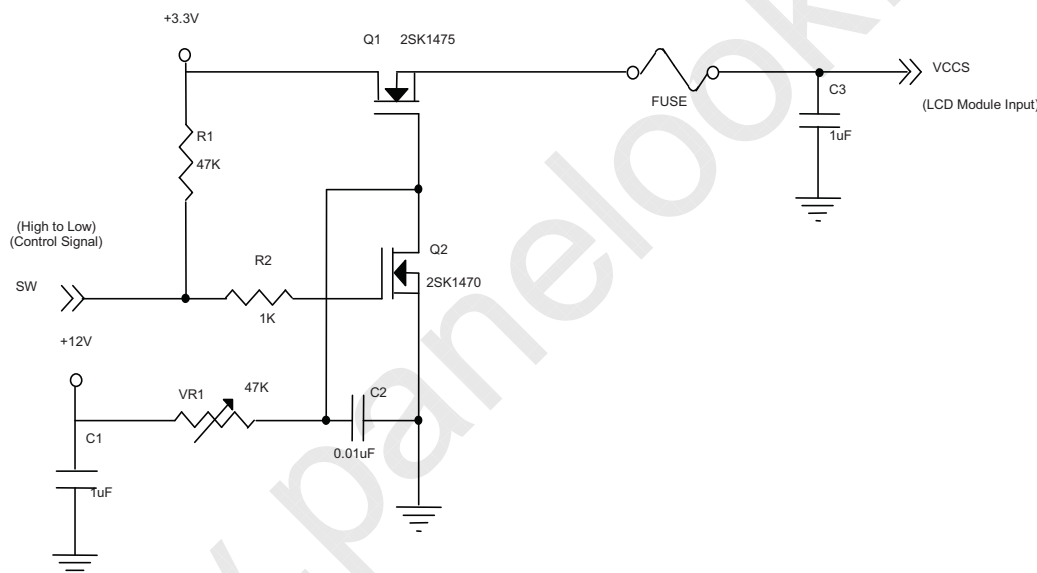 +3.3V
Q1 2SK1475
VCCS
FUSE
C3
(LCD Module Input)
R1
1uF
47K
(High to Low)
(Control Signal)
Q2
R2
SW
2SK1470
1K
+12V
VR1
47K
C2
C1
0.01uF
1uF
panelook.